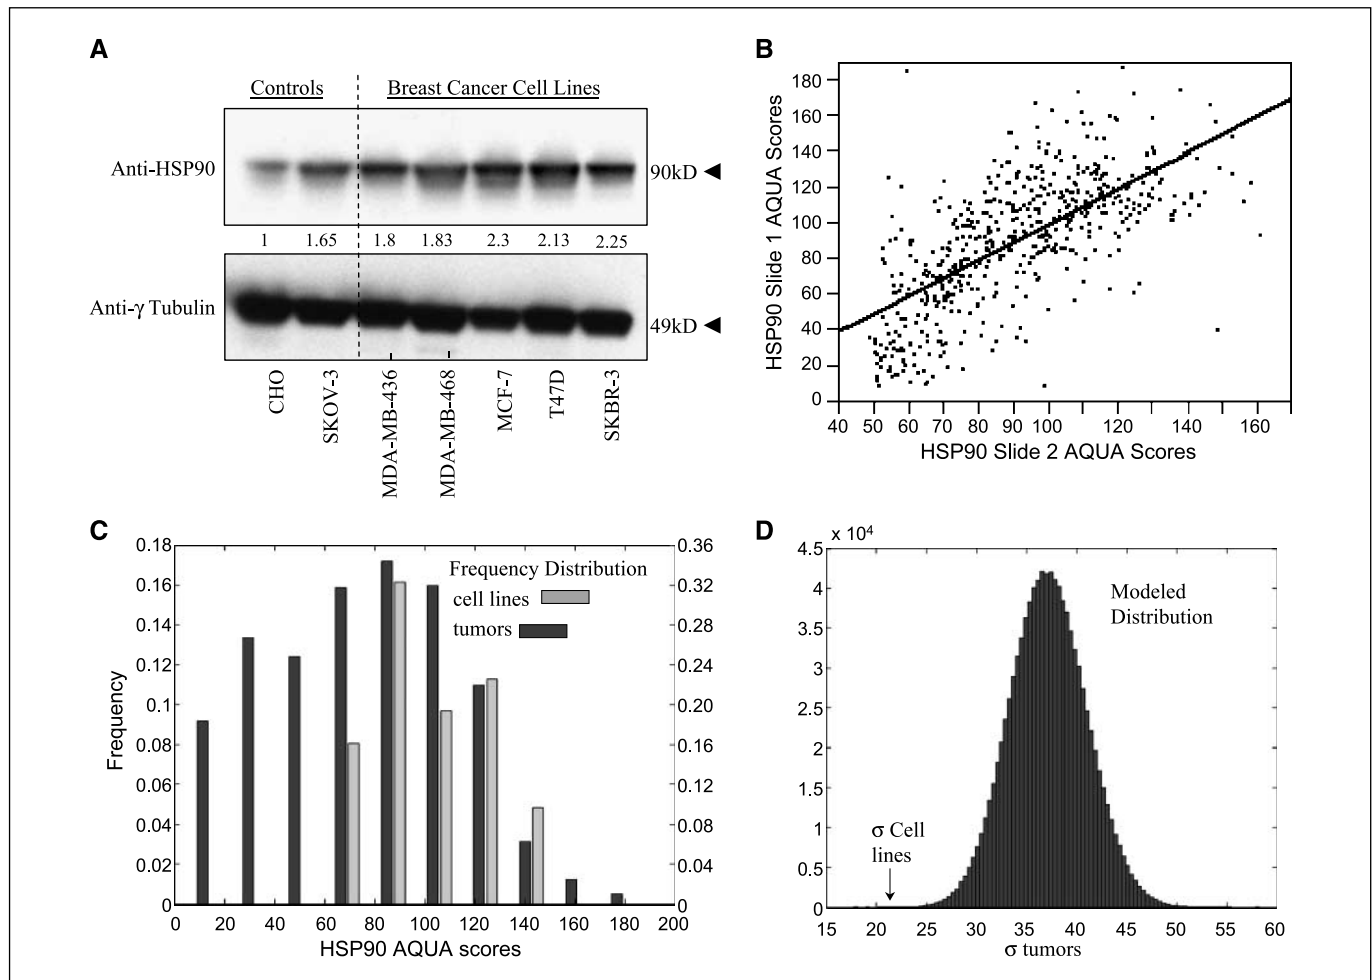 A
Controls
Breast Cancer Cell Lines
Anti-HSP90
90kD
1 1.65 1.8 1.83 2.3 2.13 2.25
Anti-γ Tubulin
49kD
CHO
SKOV-3
MDA-MB-436
MDA-MB-468
MCF-7
T47D
SKBR-3
B
HSP90 Slide 1 AQUA Scores
180
160
140
120
100
80
60
40
20
0
40 50 60 70 80 90 100 120 140 160
HSP90 Slide 2 AQUA Scores
C
Frequency
0.18
0.16
0.14
0.12
0.1
0.08
0.06
0.04
0.02
0
Frequency Distribution
cell lines
tumors
0.36
0.32
0.28
0.24
0.20
0.16
0.12
0.08
0.04
0
0 20 40 60 80 100 120 140 160 180 200
HSP90 AQUA scores
D
x 10⁴
4.5
4
3.5
3
2.5
2
1.5
1
0.5
0
Modeled
Distribution
σ Cell
lines
15 20 25 30 35 40 45 50 55 60
σ tumors